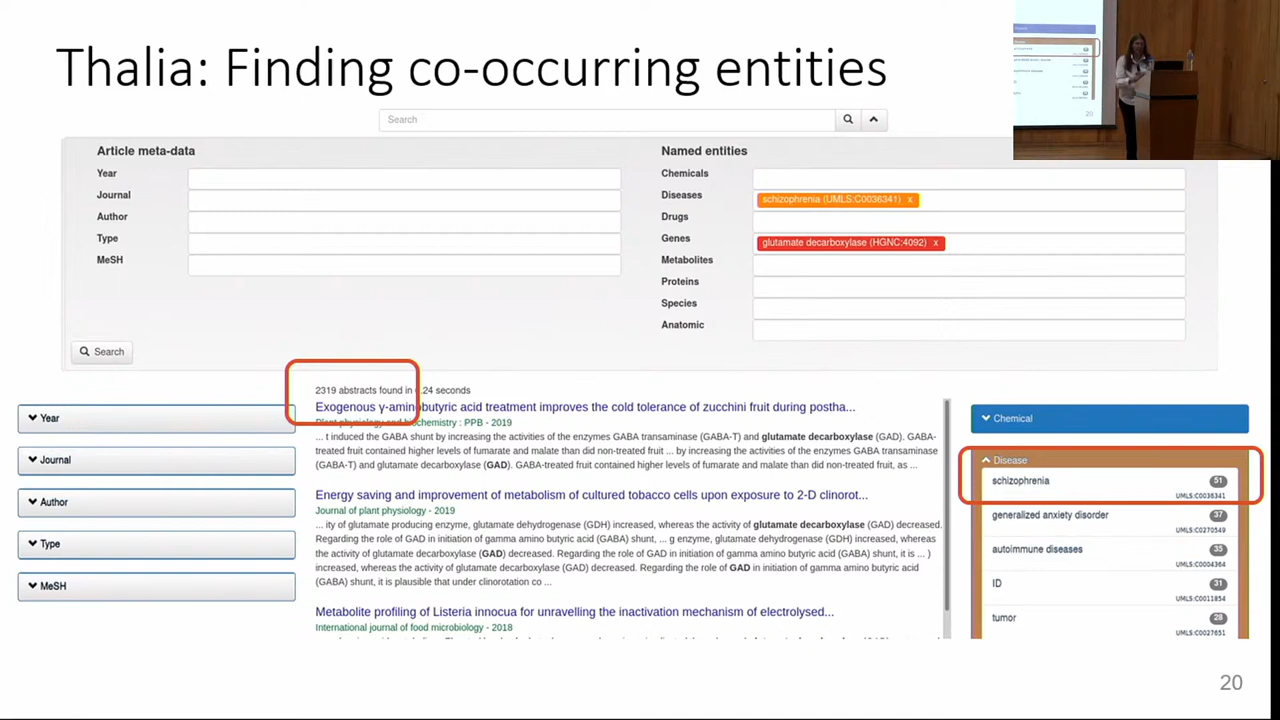 Thalia: Finding co-occurring entities
Search
Article meta-data
Year
Journal
Author
Type
MeSH
Named entities
Chemicals
Diseases
schizophrenia (UMLS:C0036341) x
Drugs
Genes
glutamate decarboxylase (HGNC:4092) x
Metabolites
Proteins
Species
Anatomic
Search
Year
Journal
Author
Type
MeSH
2319 abstracts found in .24 seconds
Exogenous γ-aminobutyric acid treatment improves the cold tolerance of zucchini fruit during postha...
Plant physiology and biochemistry : PPB - 2019
... t induced the GABA shunt by increasing the activities of the enzymes GABA transaminase (GABA-T) and glutamate decarboxylase (GAD). GABA-
treated fruit contained higher levels of fumarate and malate than did non-treated fruit ... by increasing the activities of the enzymes GABA transaminase
(GABA-T) and glutamate decarboxylase (GAD). GABA-treated fruit contained higher levels of fumarate and malate than did non-treated fruit, as ...
Energy saving and improvement of metabolism of cultured tobacco cells upon exposure to 2-D clinorot...
Journal of plant physiology - 2019
... ity of glutamate producing enzyme, glutamate dehydrogenase (GDH) increased, whereas the activity of glutamate decarboxylase (GAD) decreased.
Regarding the role of GAD in initiation of gamma amino butyric acid (GABA) shunt, ... g enzyme, glutamate dehydrogenase (GDH) increased, whereas
the activity of glutamate decarboxylase (GAD) decreased. Regarding the role of GAD in initiation of gamma amino butyric acid (GABA) shunt, it is ... )
increased, whereas the activity of glutamate decarboxylase (GAD) decreased. Regarding the role of GAD in initiation of gamma amino butyric acid
(GABA) shunt, it is plausible that under clinorotation co ...
Metabolite profiling of Listeria innocua for unravelling the inactivation mechanism of electrolysed...
International journal of food microbiology - 2018
Chemical
Disease
schizophrenia 51
UMLS:C0036341
generalized anxiety disorder 37
UMLS:C0270549
autoimmune diseases 35
UMLS:C0004364
ID 31
UMLS:C0011854
tumor 28
UMLS:C0027651
20
20